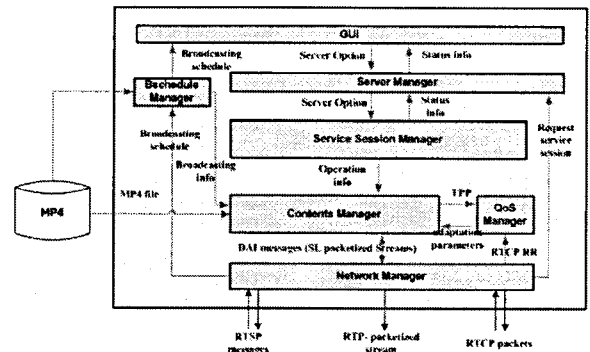 GUI
Broadcasting
schedule
Server Option
Status info
Bschedule
Manager
Server Manager
Server Option
Status
info
Broadcasting
schedule
Service Session Manager
Request
service
session
Broadcasting
info
Operation
info
MP4
MP4 file
Contents Manager
TPP
QoS
Manager
adaptation
parameters
DAI messages (SL packetized Streams)
RTCP RR
Network Manager
RTSP
messages
RTP- packetized
stream
RTCP packets